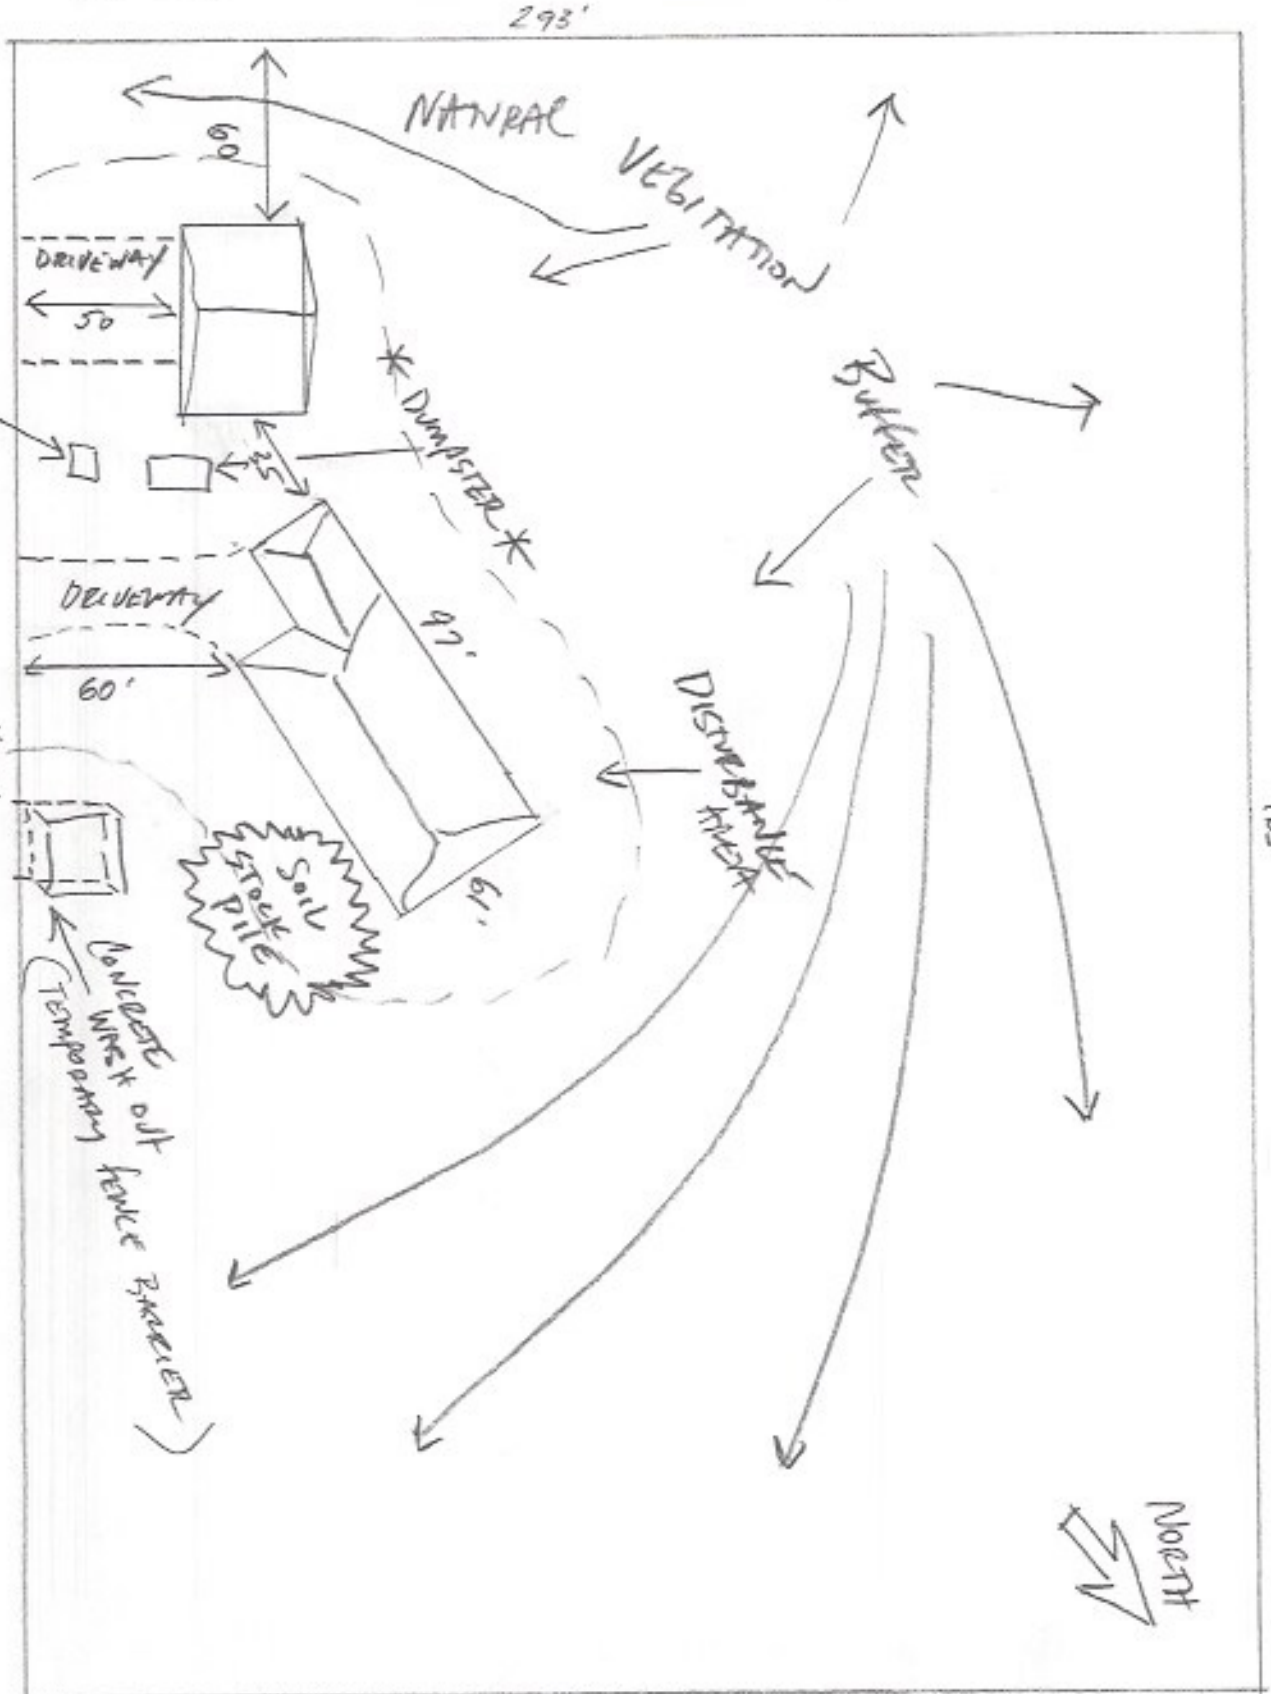 293'
NATURAL
VEGITATION
60
DRIVEWAY
50
* DUMPSTER *
35
BUFFER
DRIVEWAY
97'
60'
DISTURBANCE
AREA
61'
SOIL
STOCK
PILE
CONCRETE
WASH OUT
(TEMPORARY FENCE BARRIER)
NORTH